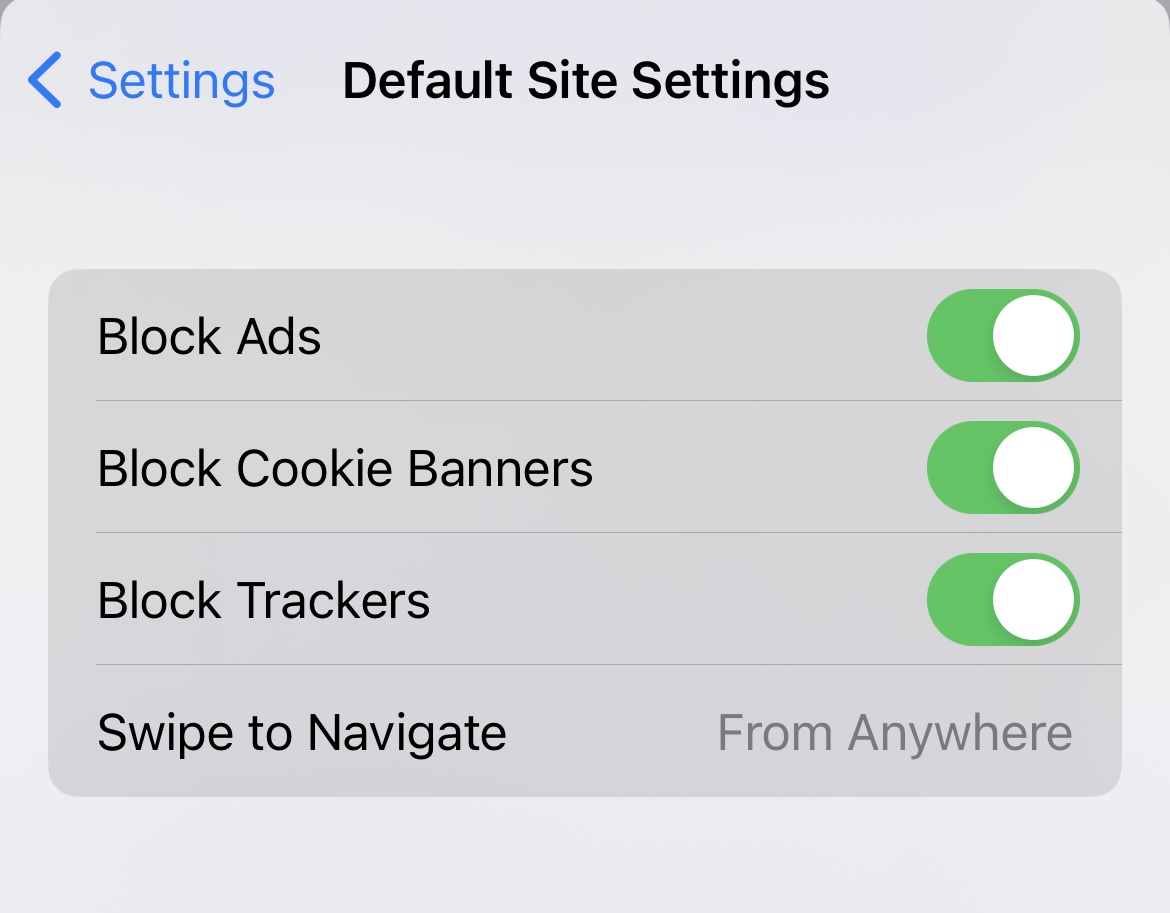 Settings Default Site Settings
Block Ads
Block Cookie Banners
Block Trackers
Swipe to Navigate From Anywhere